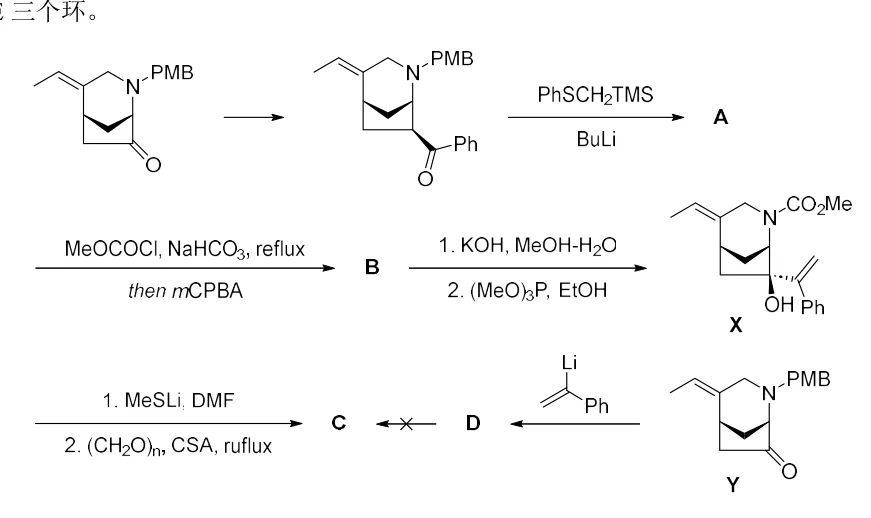 三个环。
N PMB
O
N PMB
Ph
O
PhSCH2TMS
BuLi
A
MeOCOCl, NaHCO3, reflux
then mCPBA
B
1. KOH, MeOH-H2O
2. (MeO)3P, EtOH
N CO2Me
OH Ph
X
1. MeSLi, DMF
2. (CH2O)n, CSA, ruflux
C
D
Li
Ph
N PMB
O
Y